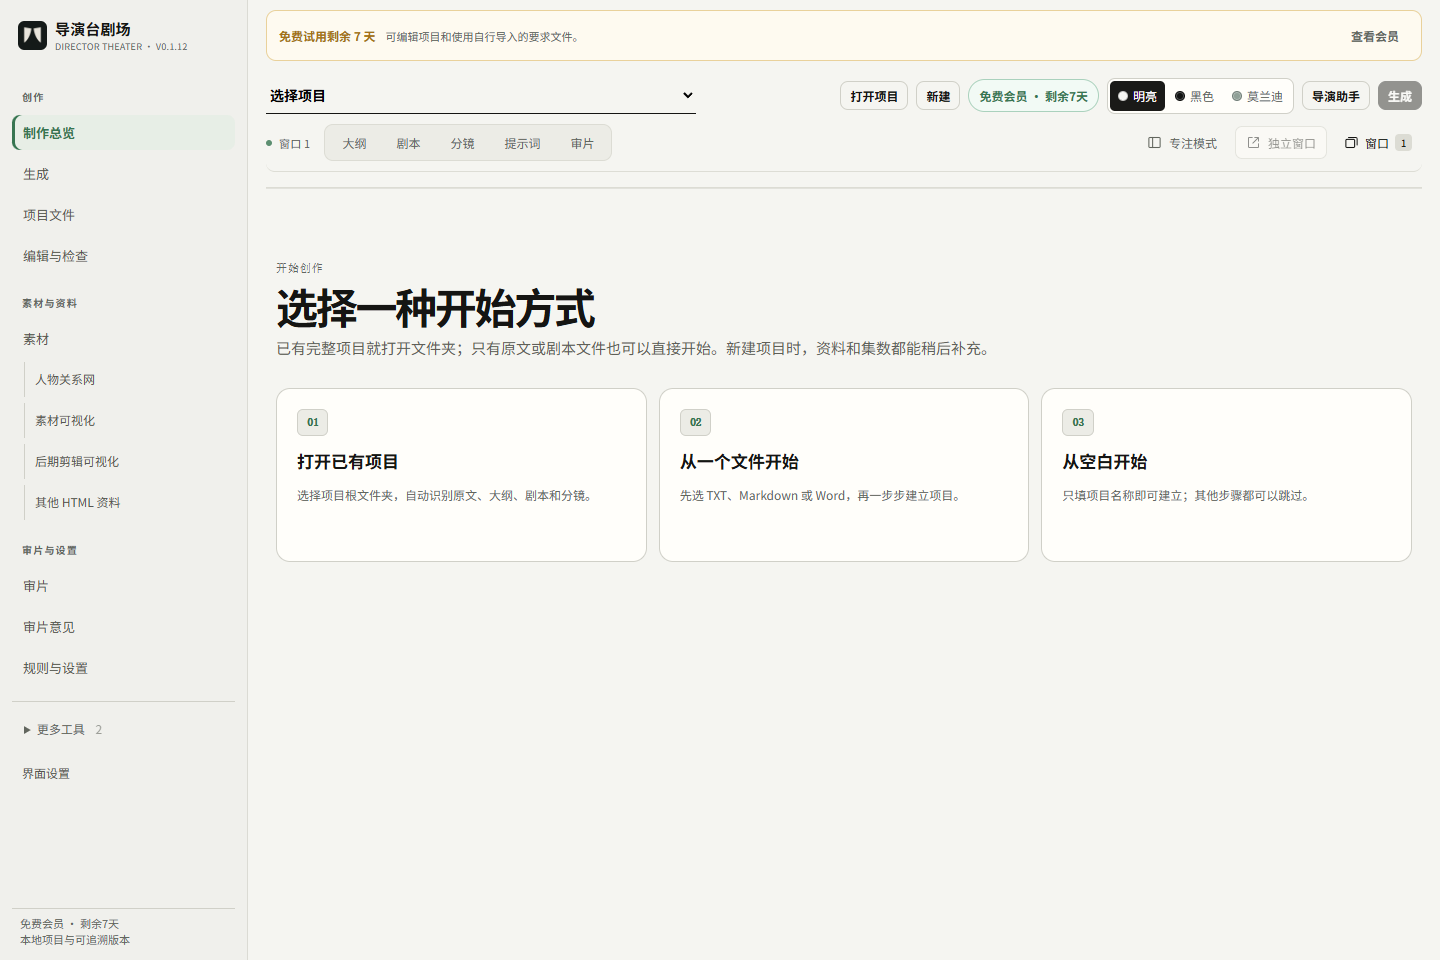 导演台剧场
DIRECTOR THEATER · V0.1.12
创作
制作总览
生成
项目文件
编辑与检查
素材与资料
素材
人物关系网
素材可视化
后期剪辑可视化
其他 HTML 资料
审片与设置
审片
审片意见
规则与设置
更多工具 2
界面设置
免费会员 · 剩余7天
本地项目与可追溯版本
免费试用剩余 7 天 可编辑项目和使用自行导入的要求文件。 查看会员
选择项目 打开项目 新建 免费会员 · 剩余7天 明亮 黑色 莫兰迪 导演助手 生成
窗口 1 大纲 剧本 分镜 提示词 审片 专注模式 独立窗口 窗口 1
开始创作
选择一种开始方式
已有完整项目就打开文件夹；只有原文或剧本文件也可以直接开始。新建项目时，资料和集数都能稍后补充。
01
打开已有项目
选择项目根文件夹，自动识别原文、大纲、剧本和分镜。
02
从一个文件开始
先选 TXT、Markdown 或 Word，再一步步建立项目。
03
从空白开始
只填项目名称即可建立；其他步骤都可以跳过。